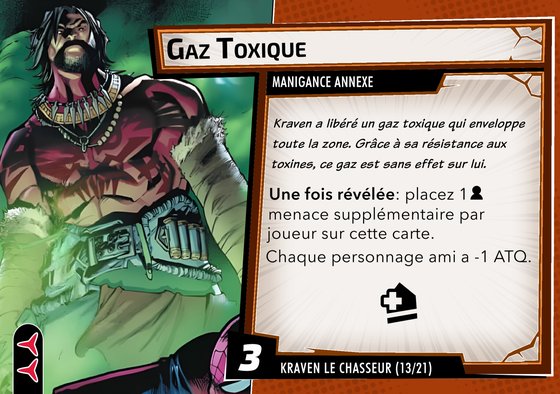 Gaz Toxique
MANIGANCE ANNEXE
Kraven a libéré un gaz toxique qui enveloppe
toute la zone. Grâce à sa résistance aux
toxines, ce gaz est sans effet sur lui.
Une fois révélée: placez 1
menace supplémentaire par
joueur sur cette carte.
Chaque personnage ami a -1 ATQ.
3
KRAVEN LE CHASSEUR (13/21)